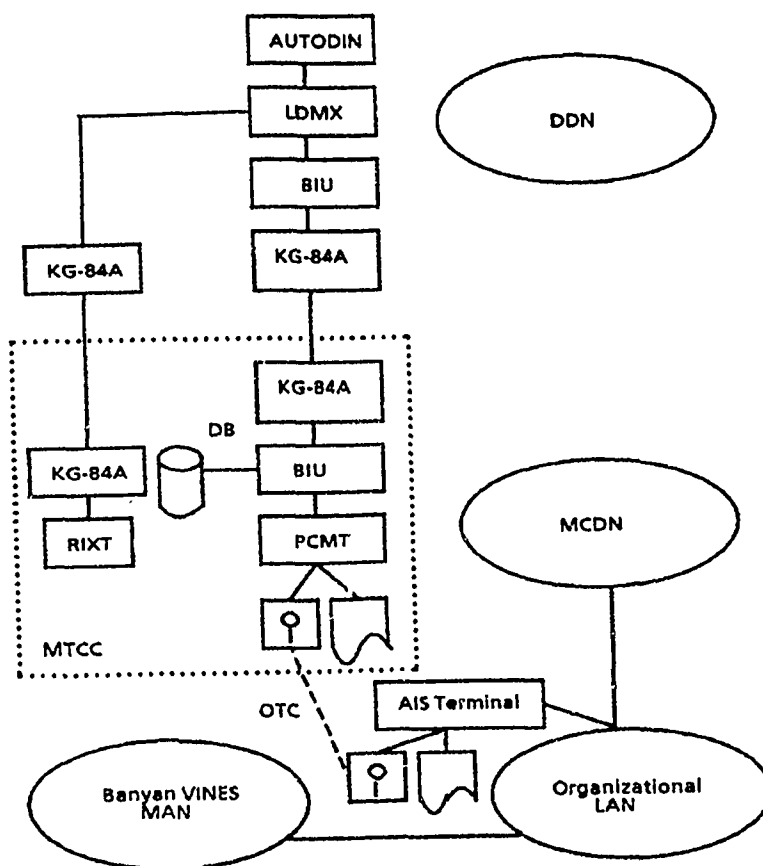 AUTODIN
LDMX
DDN
BIU
KG-84A
KG-84A
KG-84A
DB
KG-84A
BIU
RIXT
PCMT
MCDN
MTCC
OTC
AIS Terminal
Banyan VINES
MAN
Organizational
LAN